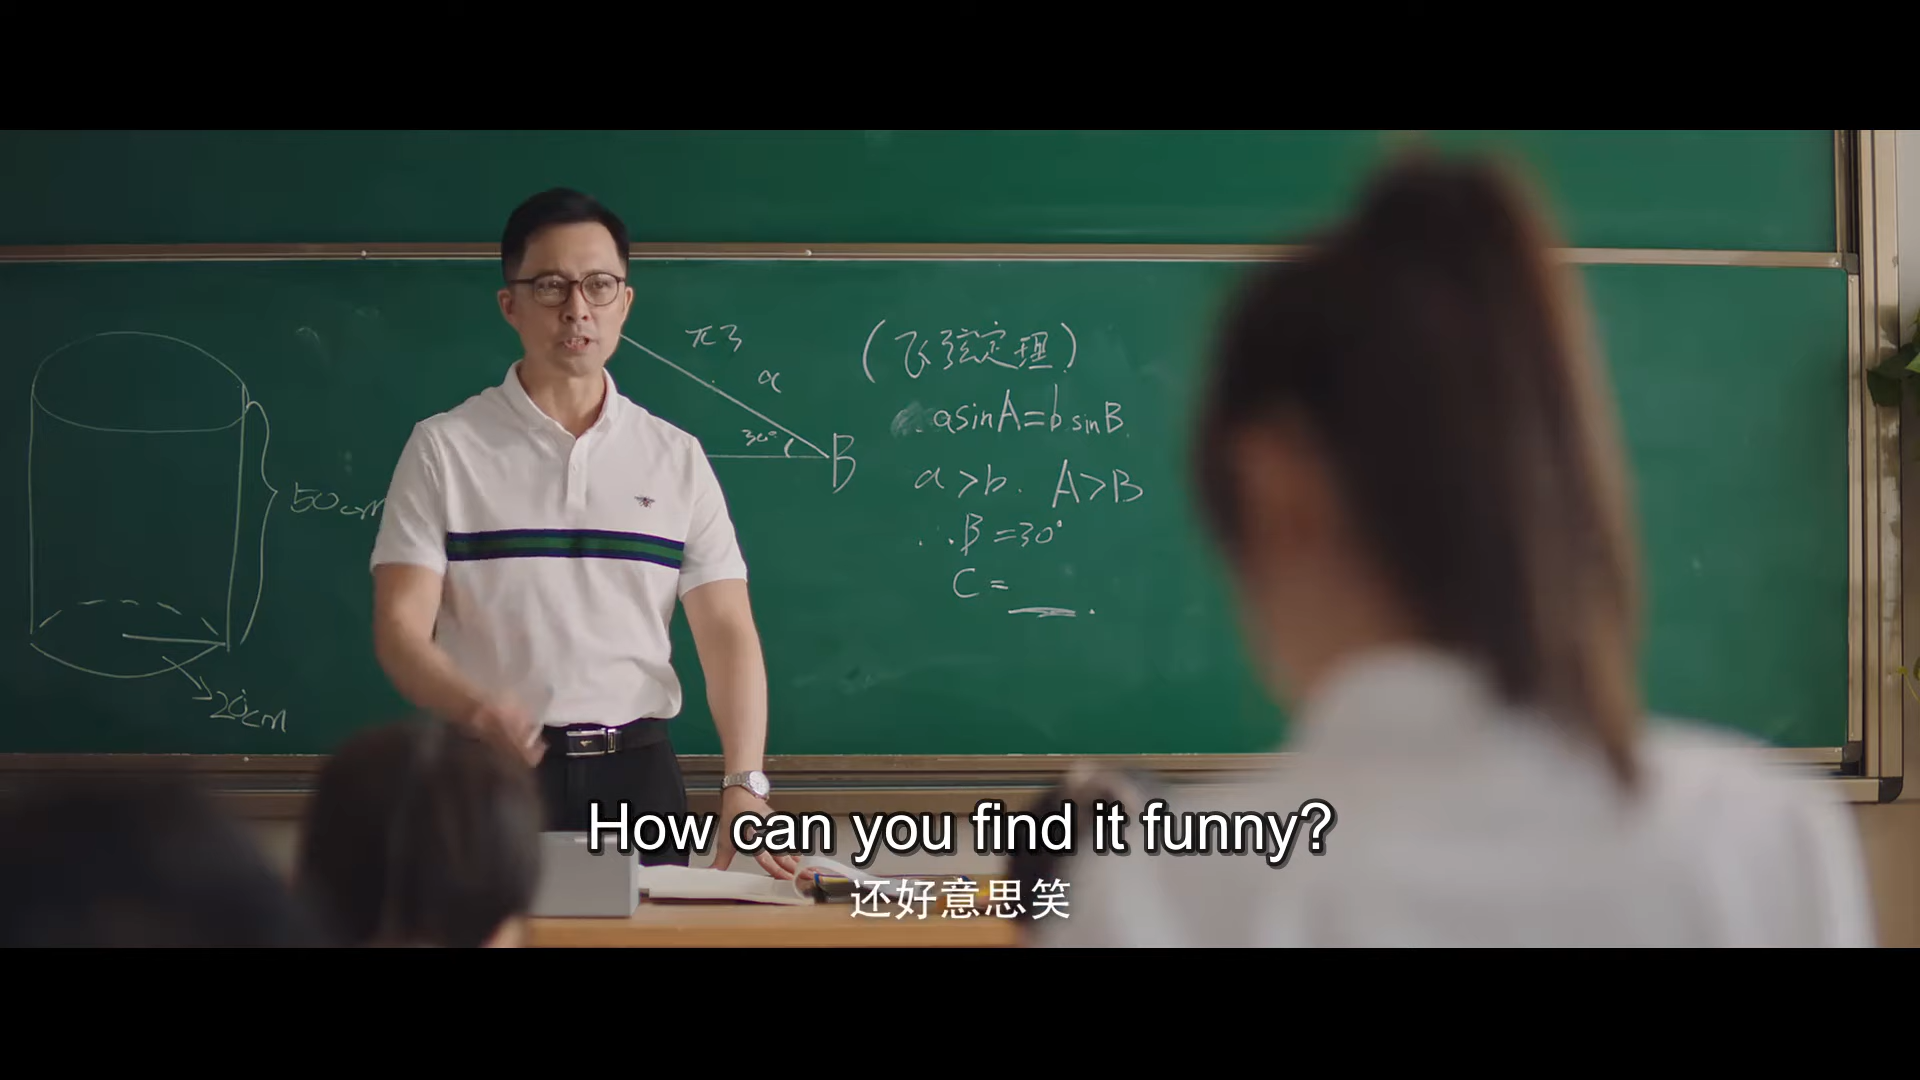 50cm
20cm
a
30°
B
(飞弦定理)
asinA=b sinB.
a>b. A>B
∴B=30°
C=
How can you find it funny?
还好意思笑